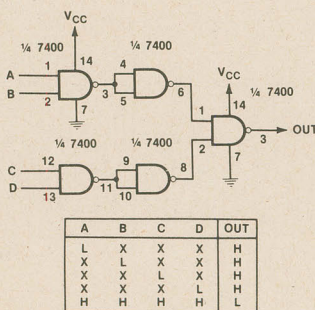 VCC
¼ 7400
¼ 7400
14
A
1
B
2
3
7
4
5
6
VCC
¼ 7400
14
1
2
3
OUT
7
¼ 7400
¼ 7400
C
12
D
13
11
9
10
8
A B C D OUT
L X X X H
X L X X H
X X L X H
X X X L H
H H H H L